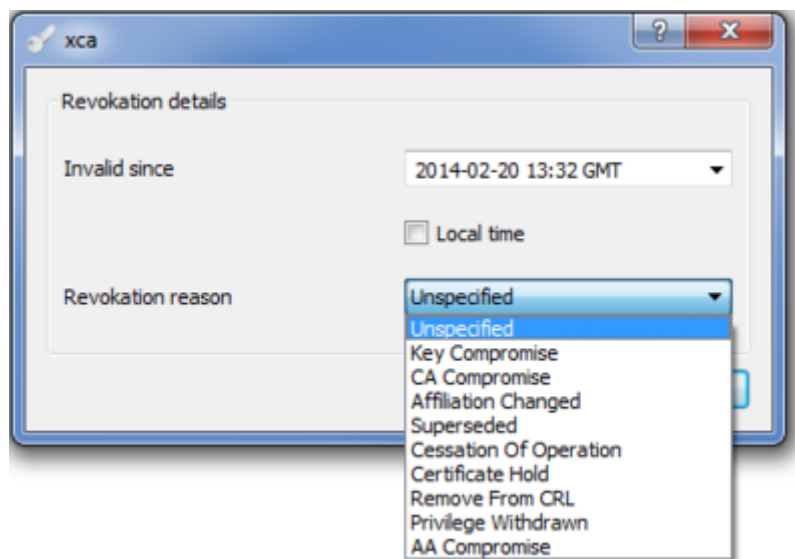 xca
?
Revokation details
Invalid since
2014-02-20 13:32 GMT
Local time
Revokation reason
Unspecified
Unspecified
Key Compromise
CA Compromise
Affiliation Changed
Superseded
Cessation Of Operation
Certificate Hold
Remove From CRL
Privilege Withdrawn
AA Compromise